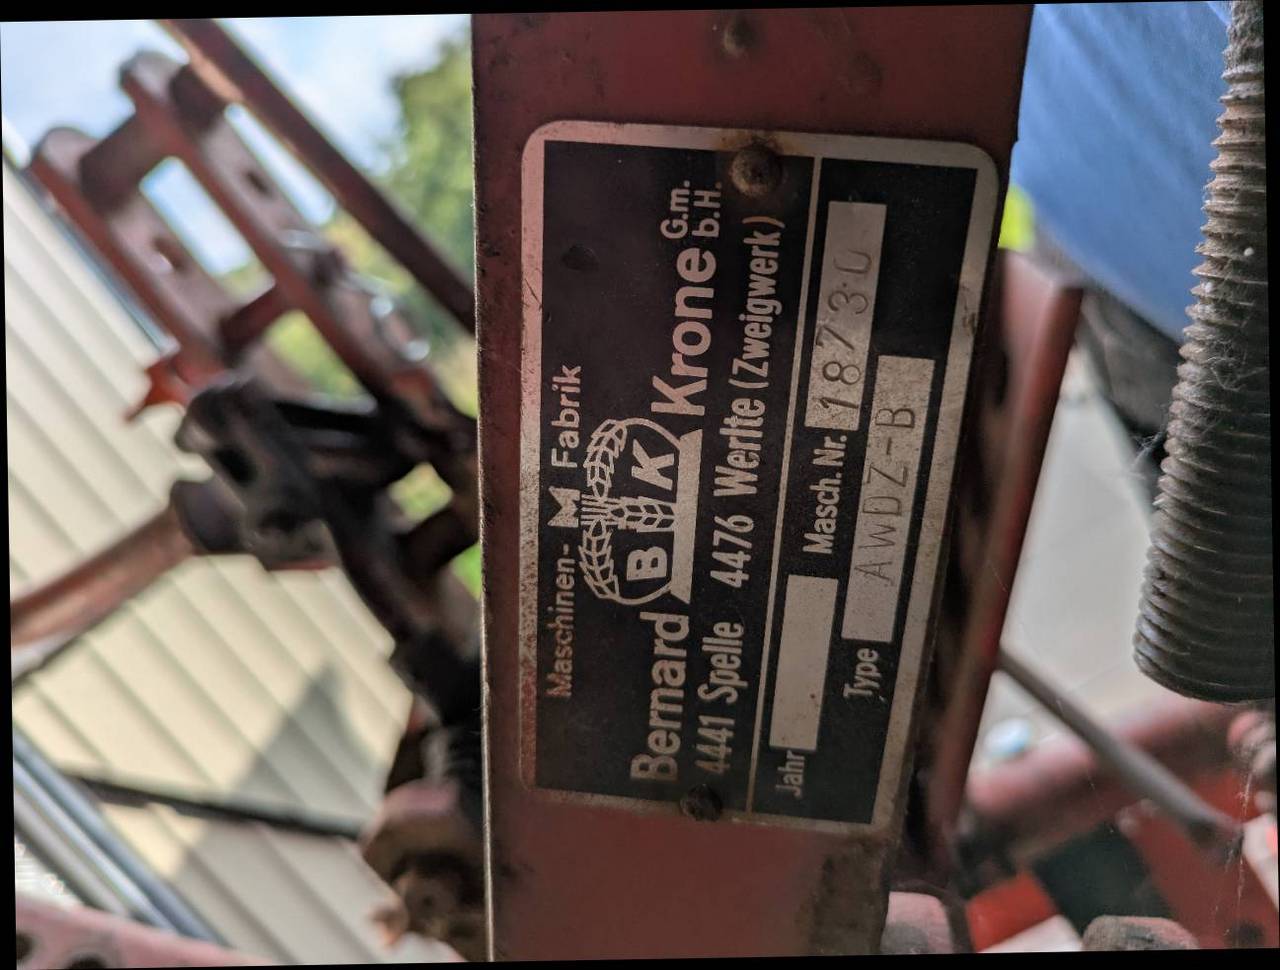 Maschinen- M Fabrik
B K
Bernard Krone G.m.b.H.
4441 Spelle 4476 Werlte (Zweigwerk)
Jahr Masch. Nr. 18730
Type AWDZ-B